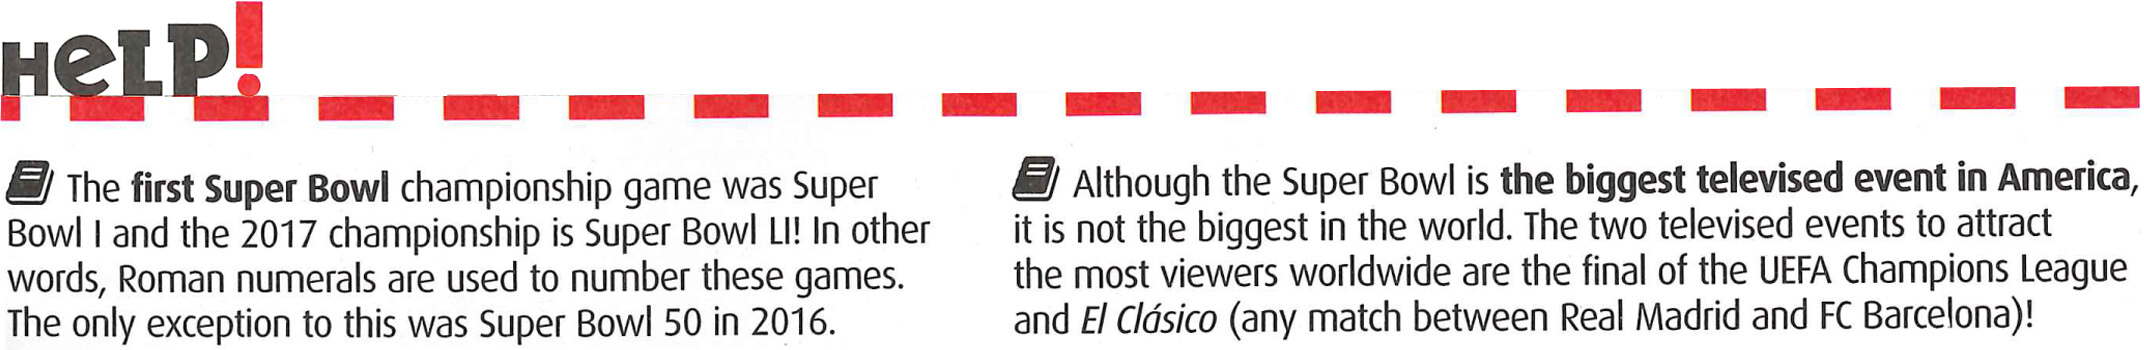 HeLP!
The first Super Bowl championship game was Super
Bowl I and the 2017 championship is Super Bowl LI! In other
words, Roman numerals are used to number these games.
The only exception to this was Super Bowl 50 in 2016.
Although the Super Bowl is the biggest televised event in America,
it is not the biggest in the world. The two televised events to attract
the most viewers worldwide are the final of the UEFA Champions League
and El Clásico (any match between Real Madrid and FC Barcelona)!